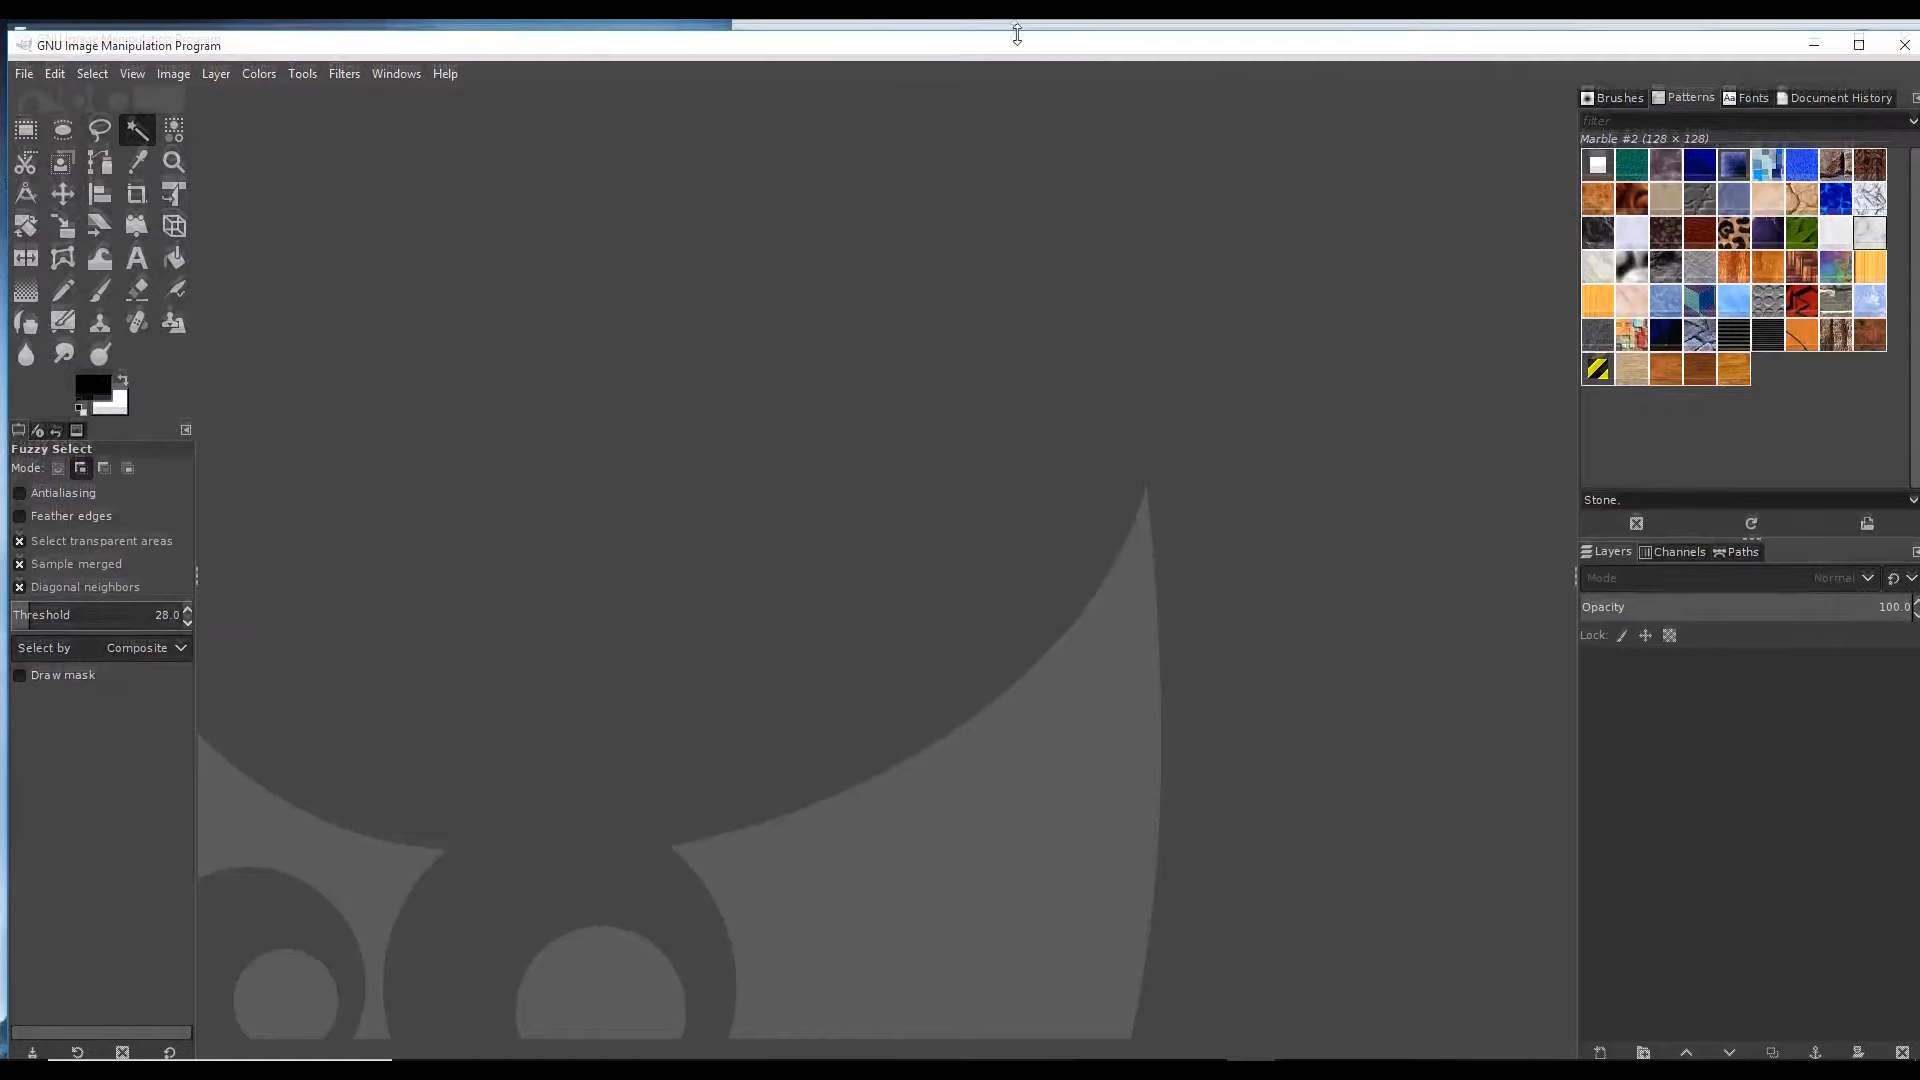 GNU Image Manipulation Program
File Edit Select View Image Layer Colors Tools Filters Windows Help
Brushes Patterns Aa Fonts Document History
filter
Marble #2 (128 × 128)
Fuzzy Select
Mode:
Antialiasing
Feather edges
Select transparent areas
Sample merged
Diagonal neighbors
Threshold 28.0
Select by Composite
Draw mask
Stone,
Layers Channels Paths
Mode Normal
Opacity 100.0
Lock: